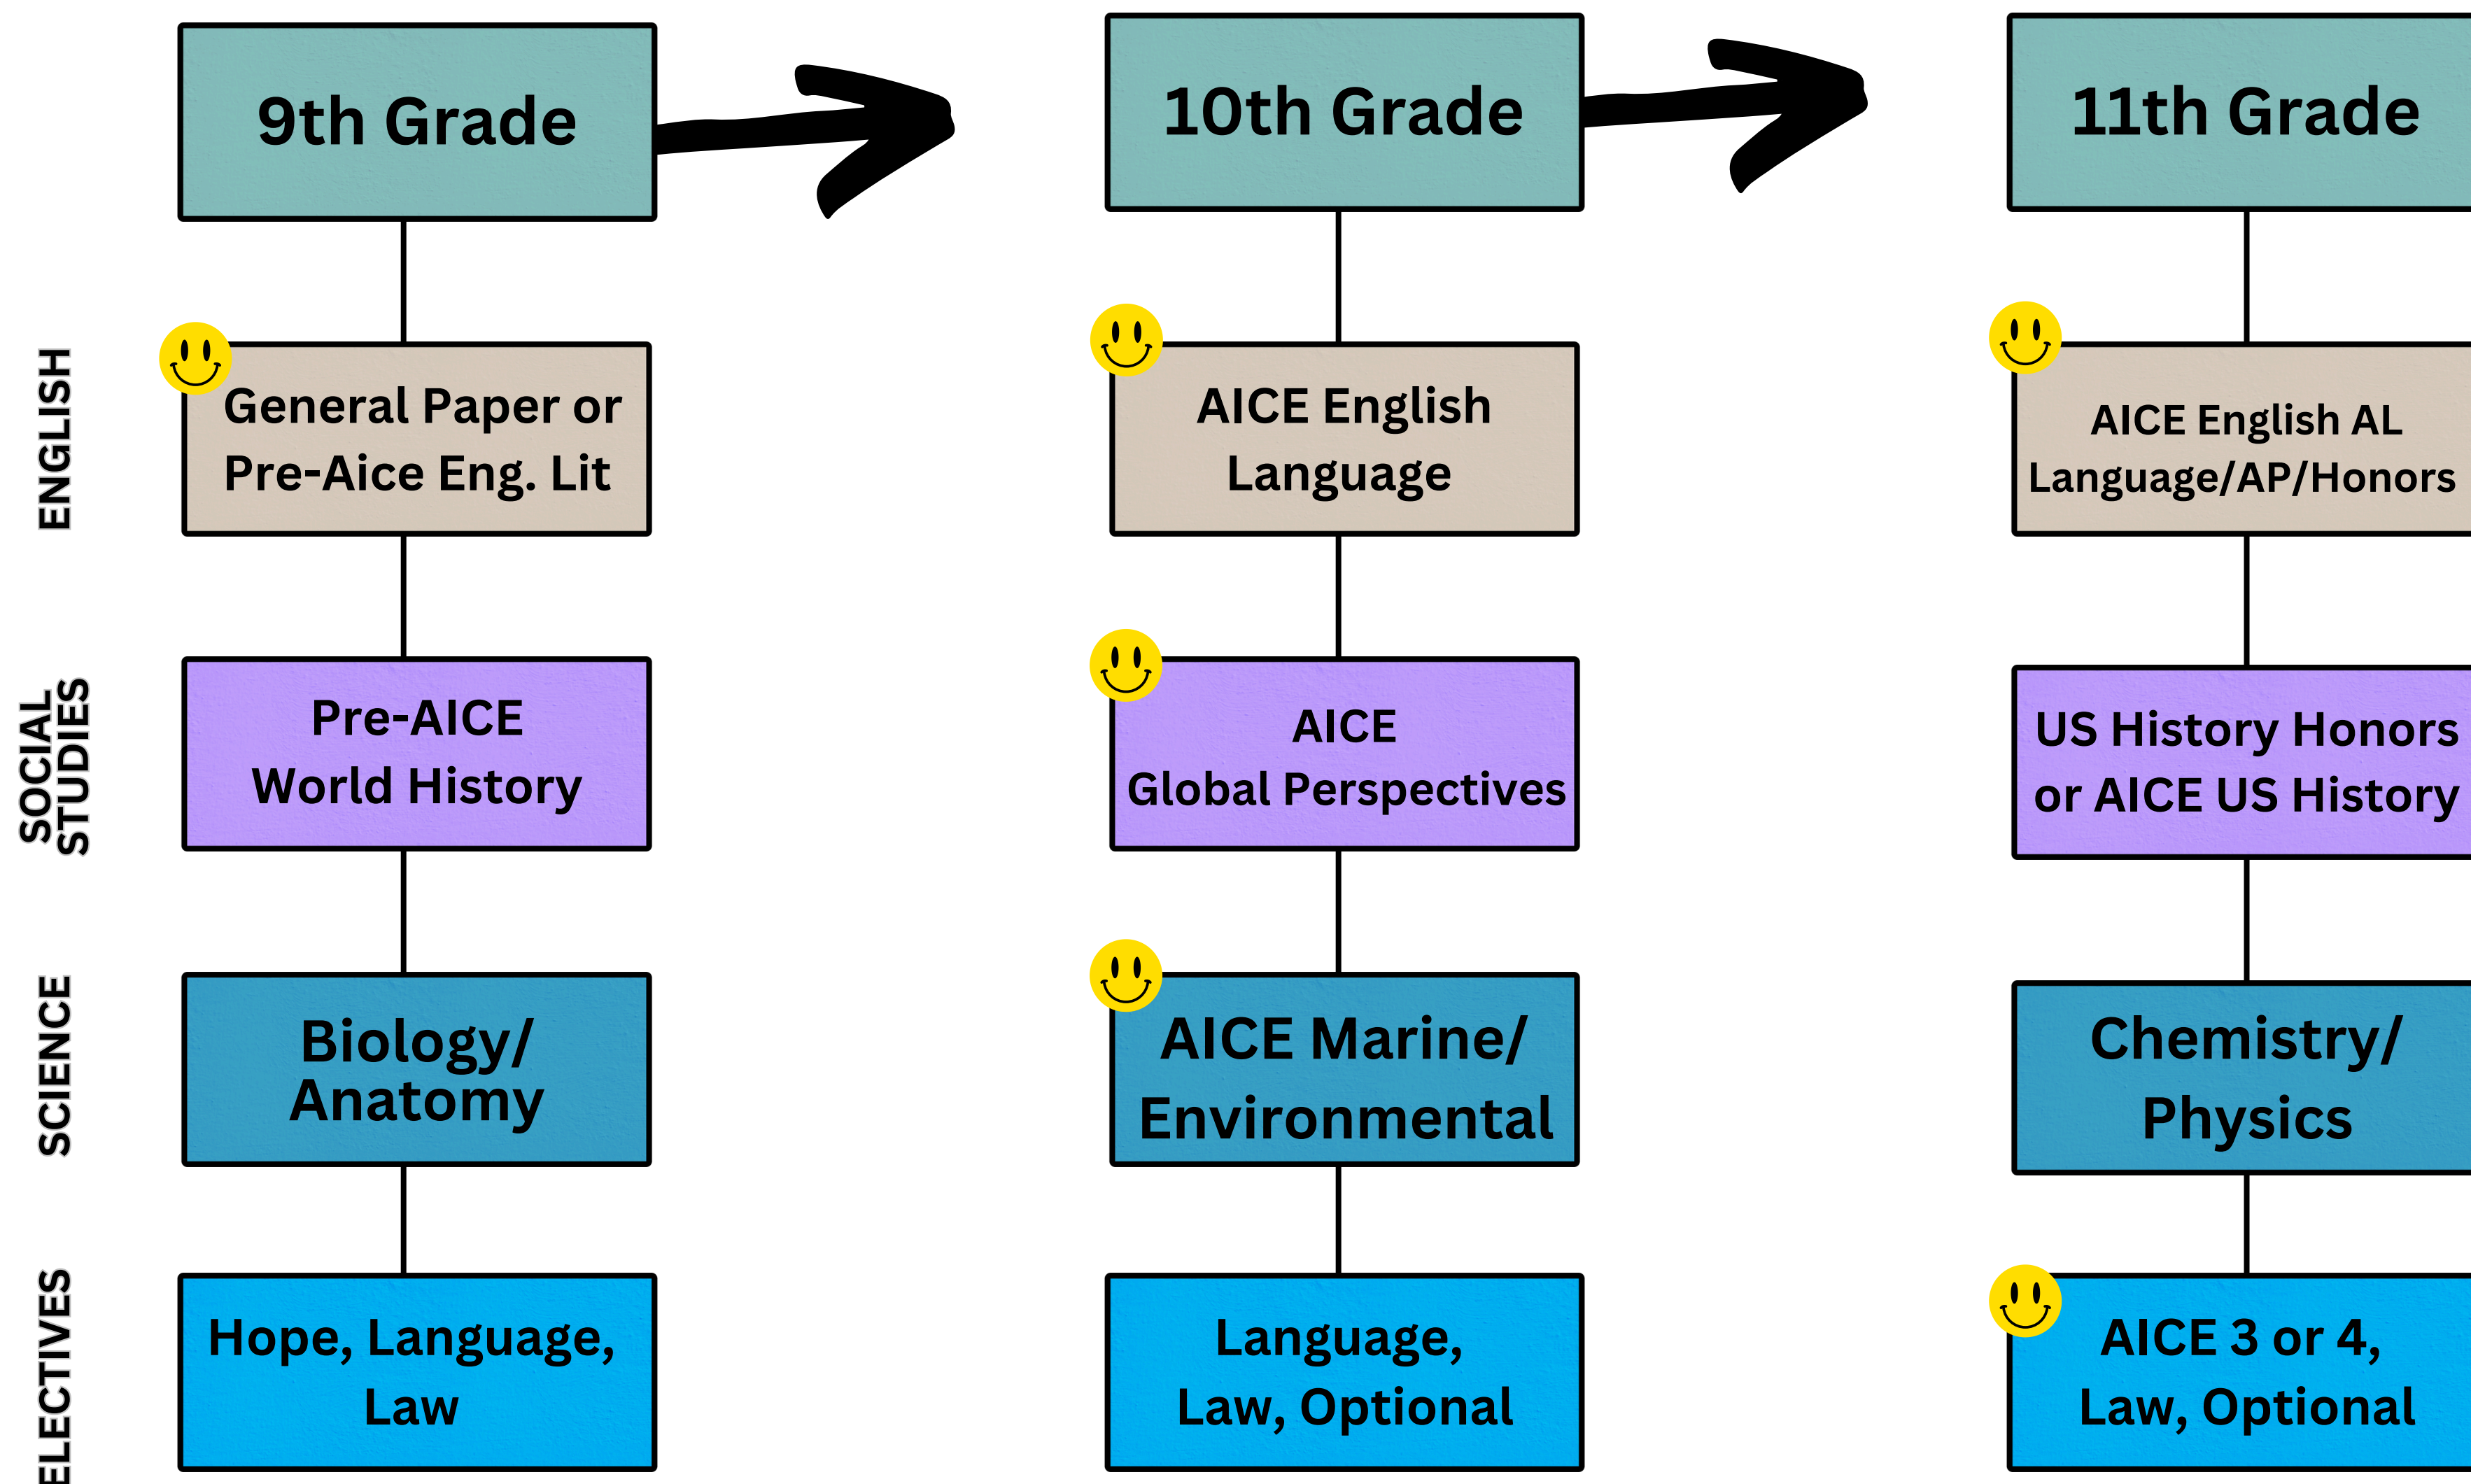 9th Grade
10th Grade
11th Grade
ENGLISH
General Paper or
Pre-Aice Eng. Lit
AICE English
Language
AICE English AL
Language/AP/Honors
SOCIAL
STUDIES
Pre-AICE
World History
AICE
Global Perspectives
US History Honors
or AICE US History
SCIENCE
Biology/
Anatomy
AICE Marine/
Environmental
Chemistry/
Physics
ELECTIVES
Hope, Language,
Law
Language,
Law, Optional
AICE 3 or 4,
Law, Optional